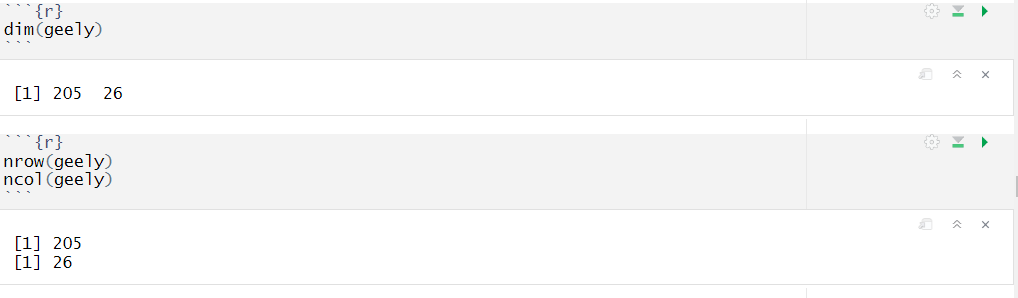 ```{r}
dim(geely)
```
[1] 205  26
```{r}
nrow(geely)
ncol(geely)
```
[1] 205
[1] 26